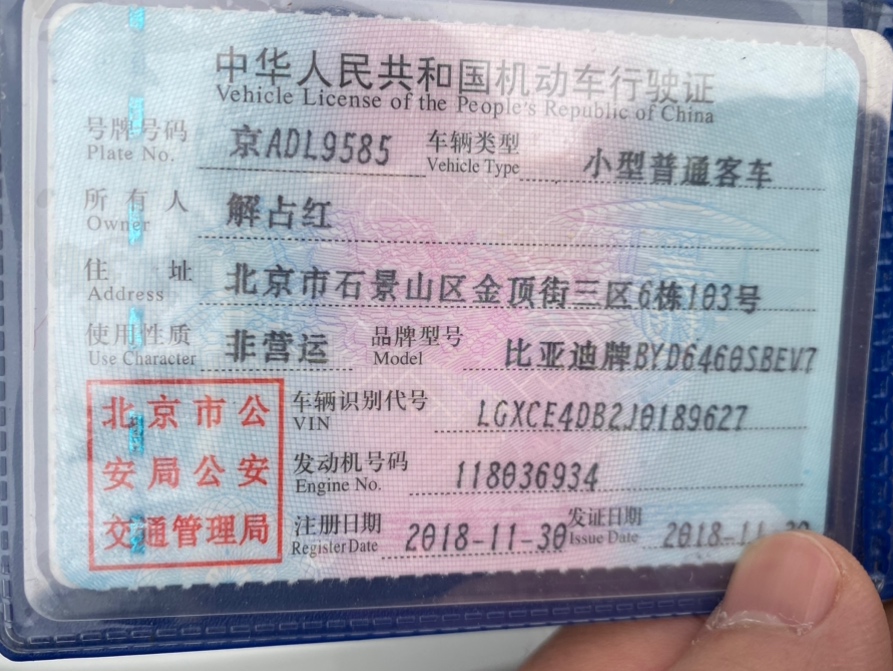 中华人民共和国机动车行驶证
Vehicle License of the People's Republic of China
号牌号码 京ADL9585 车辆类型 小型普通客车
Plate No. Vehicle Type
所有人 解占红
Owner
住址 北京市石景山区金顶街三区6栋103号
Address
使用性质 非营运 品牌型号 比亚迪牌BYD6460SBEV7
Use Character Model
北京市公 车辆识别代号 LGXCE4DB2J0189627
VIN
安局公安 发动机号码 118036934
Engine No.
交通管理局 注册日期 2018-11-30 发证日期 2018-11-30
Register Date Issue Date